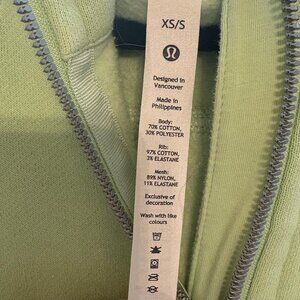 XS/S
Designed in
Vancouver
Made in
Philippines
Body:
70% COTTON,
30% POLYESTER
Rib:
97% COTTON,
3% ELASTANE
Mesh:
89% NYLON,
11% ELASTANE
Exclusive of
decoration
Wash with like
colours